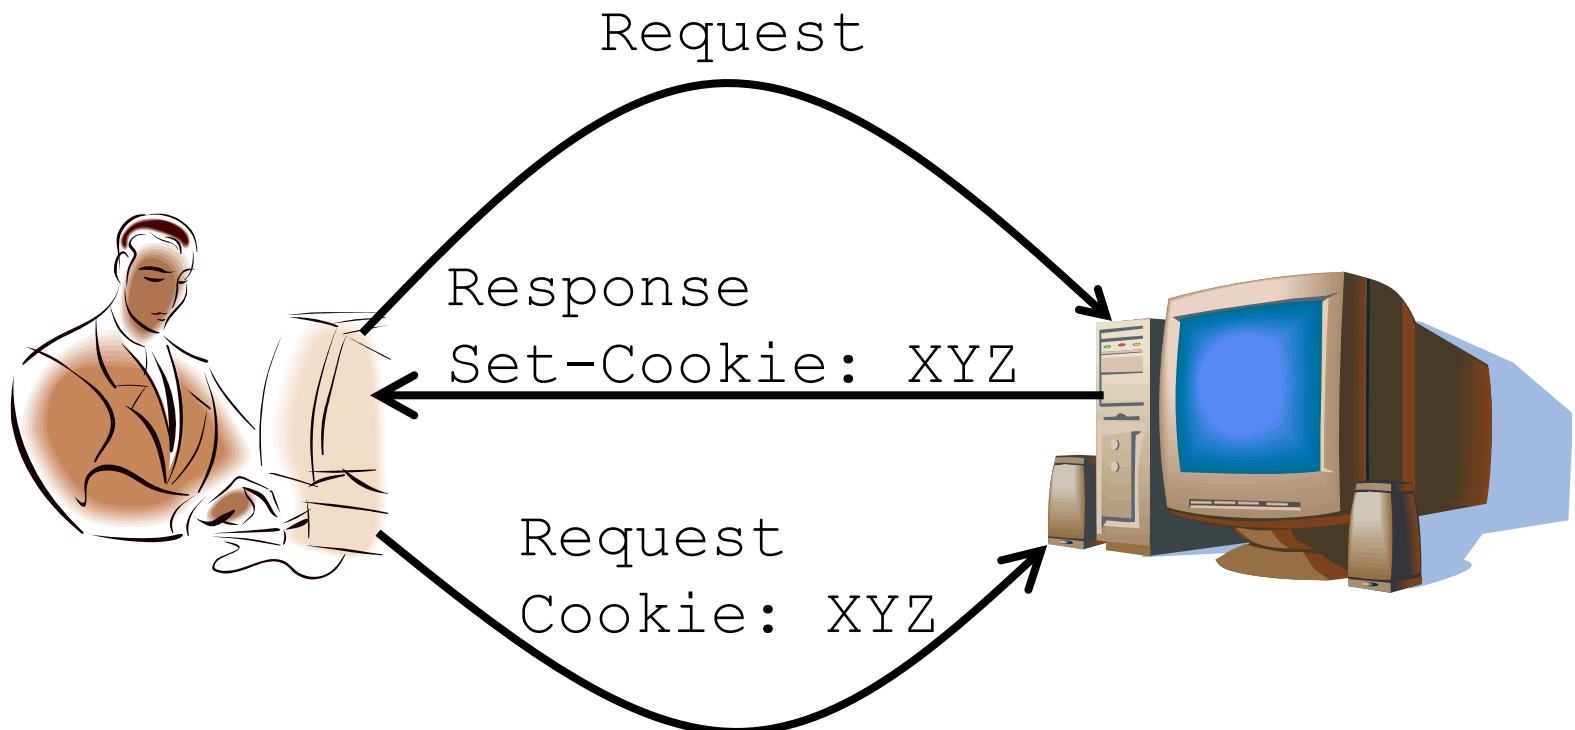 Request
Response
Set-Cookie: XYZ
Request
Cookie: XYZ